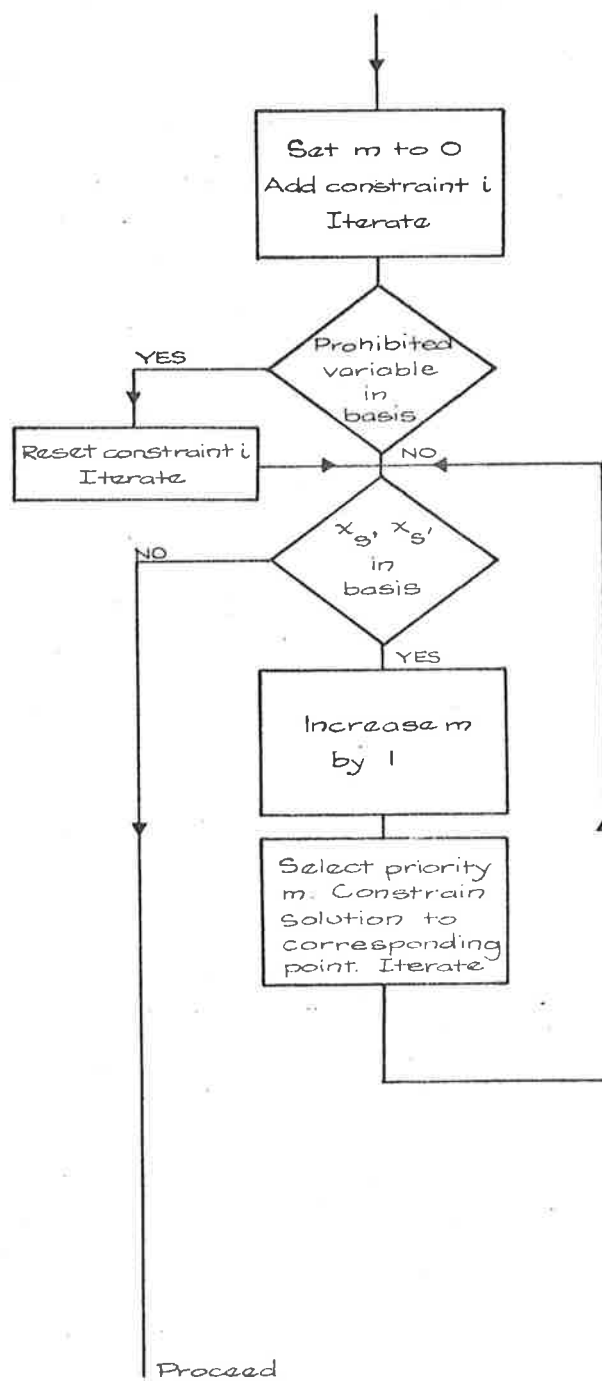 Set m to O
Add constraint i
Iterate
Prohibited
variable
in
basis
YES
Reset constraint i
Iterate
NO
x_s, x_s'
in
basis
NO
YES
Increase m
by 1
Select priority
m. Constrain
solution to
corresponding
point. Iterate
Proceed